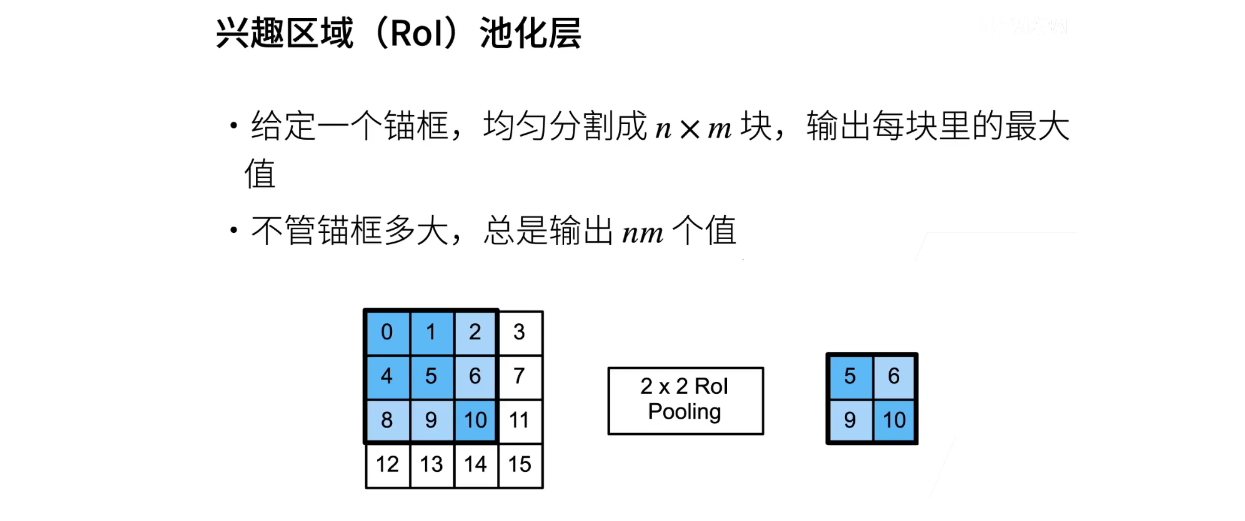 兴趣区域（RoI）池化层
・给定一个锚框，均匀分割成 n × m 块，输出每块里的最大
值
・不管锚框多大，总是输出 nm 个值
0 1 2 3
4 5 6 7
8 9 10 11
12 13 14 15
2 x 2 RoI
Pooling
5 6
9 10